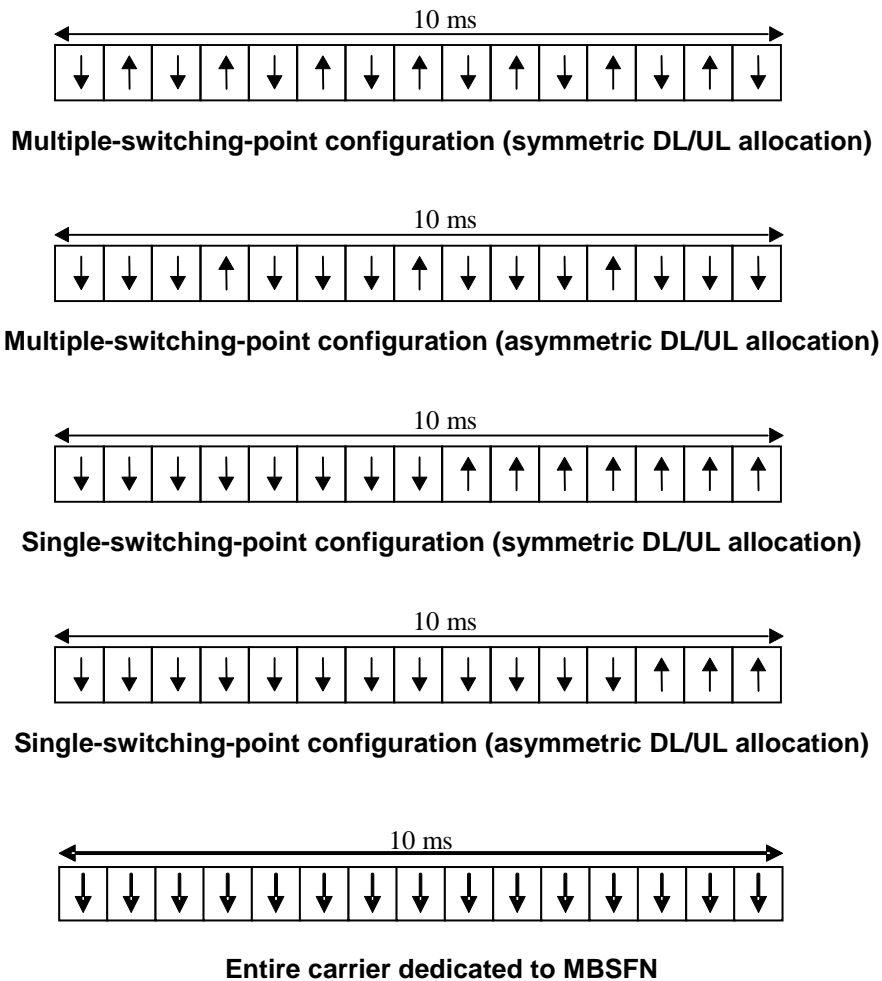 10 ms
Multiple-switching-point configuration (symmetric DL/UL allocation)
10 ms
Multiple-switching-point configuration (asymmetric DL/UL allocation)
10 ms
Single-switching-point configuration (symmetric DL/UL allocation)
10 ms
Single-switching-point configuration (asymmetric DL/UL allocation)
10 ms
Entire carrier dedicated to MBSFN